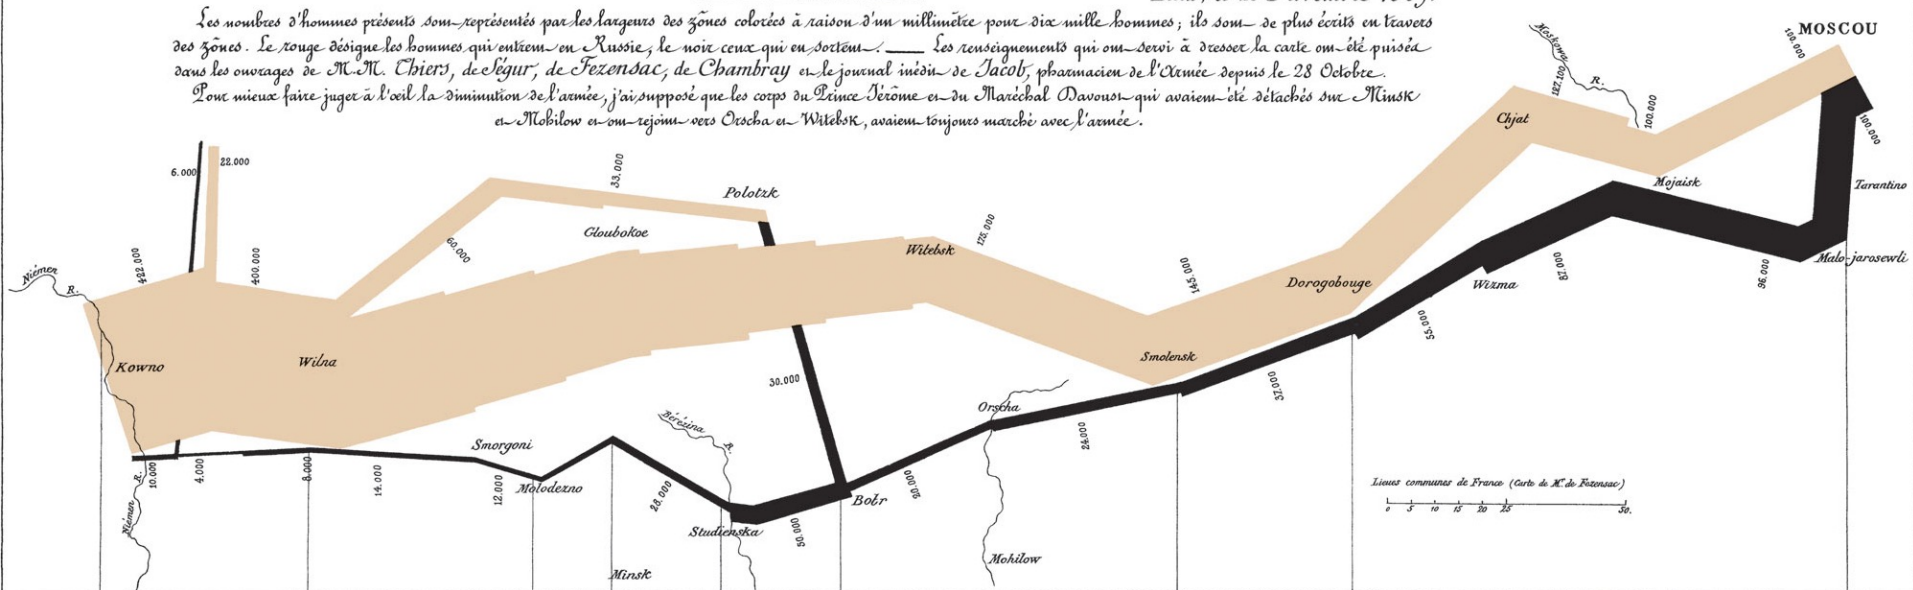 Les nombres d'hommes présents sont représentés par les largeurs des zônes colorées à raison d'un millimètre pour dix mille hommes; ils sont de plus écrits en travers
des zônes. Le rouge désigne les hommes qui entrent en Russie, le noir ceux qui en sortent. — Les renseignements qui ont servi à dresser la carte ont été puisés
dans les ouvrages de M.M. Thiers, de Ségur, de Fezensac, de Chambray et le journal inédit de Jacob, pharmacien de l'Armée depuis le 28 Octobre.
Pour mieux faire juger à l'œil la diminution de l'armée, j'ai supposé que les corps du Prince Jérôme et du Maréchal Davoust qui avaient été détachés sur Minsk
et Mohilow et ont rejoint vers Orscha et Witebsk, avaient toujours marché avec l'armée.
MOSCOU
100.000
Moskowa
R.
127.100
100.000
100.000
Chjat
Mojaisk
Tarantino
Malo-jarosewli
6.000
22.000
33.000
Polotzk
Gloubokoe
60.000
422.000
400.000
Niémen
R.
Witebsk
175.000
145.000
Dorogobouge
Wizma
87.000
96.000
55.000
Kowno
Wilna
Smolensk
30.000
37.000
Orscha
24.000
Bérézina
R.
Smorgoni
Molodezno
10.000
4.000
8.000
14.000
12.000
28.000
Studienska
50.000
Bobr
20.000
Niémen
R.
Mohilow
Minsk
Lieues communes de France (Carte de M. de Fezensac)
0 5 10 15 20 25 50.